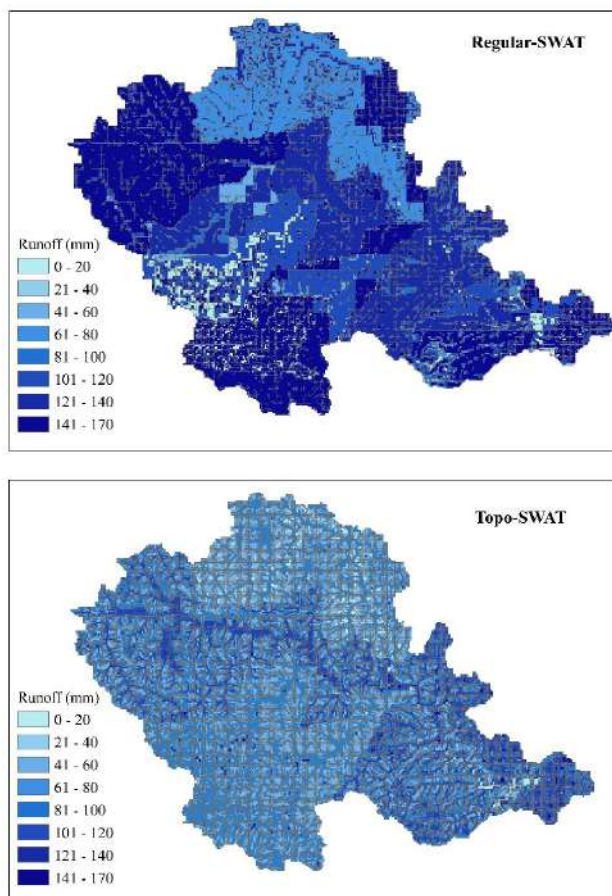 Regular-SWAT
Runoff (mm)
0 - 20
21 - 40
41 - 60
61 - 80
81 - 100
101 - 120
121 - 140
141 - 170
Topo-SWAT
Runoff (mm)
0 - 20
21 - 40
41 - 60
61 - 80
81 - 100
101 - 120
121 - 140
141 - 170